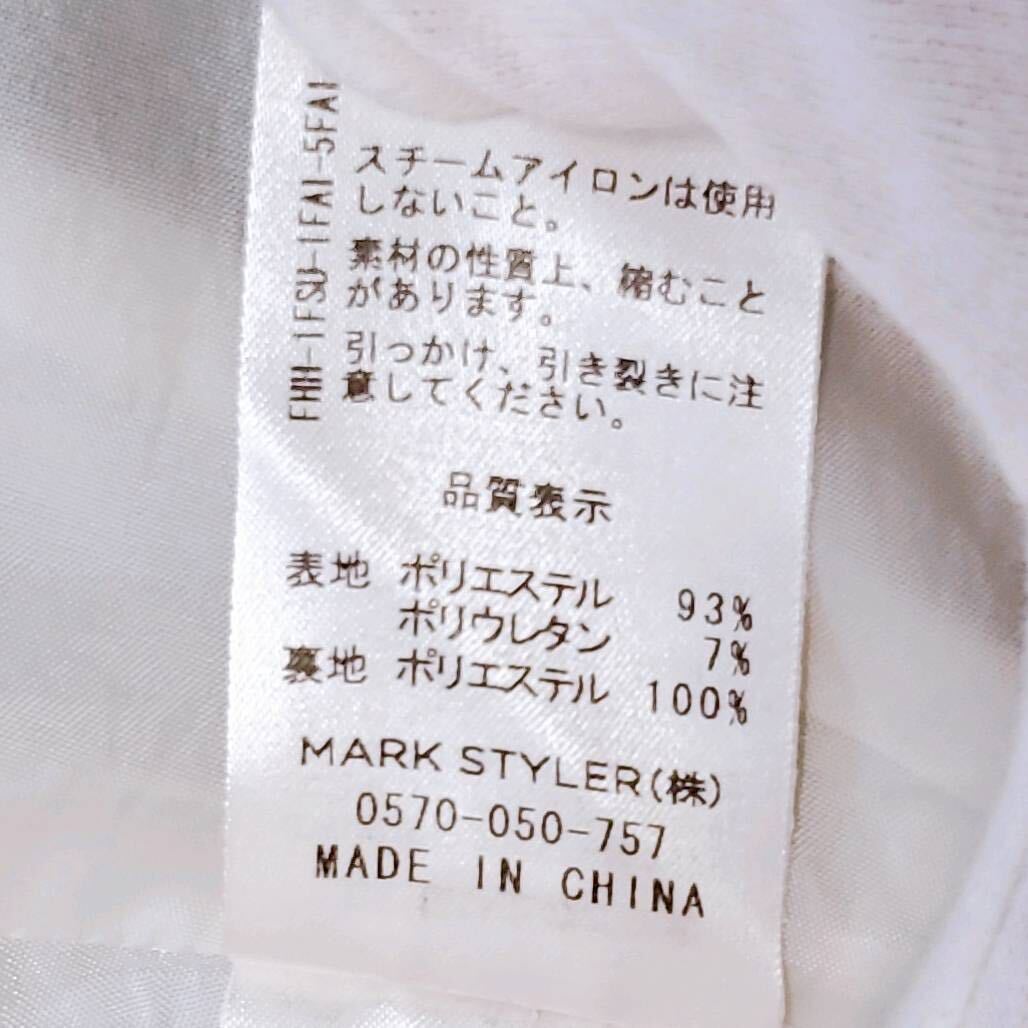 スチームアイロンは使用
しないこと。
素材の性質上、縮むこと
があります。
引っかけ、引き裂きに注
意してください。
品質表示
表地 ポリエステル 93%
ポリウレタン 7%
裏地 ポリエステル 100%
MARK STYLER(株)
0570-050-757
MADE IN CHINA